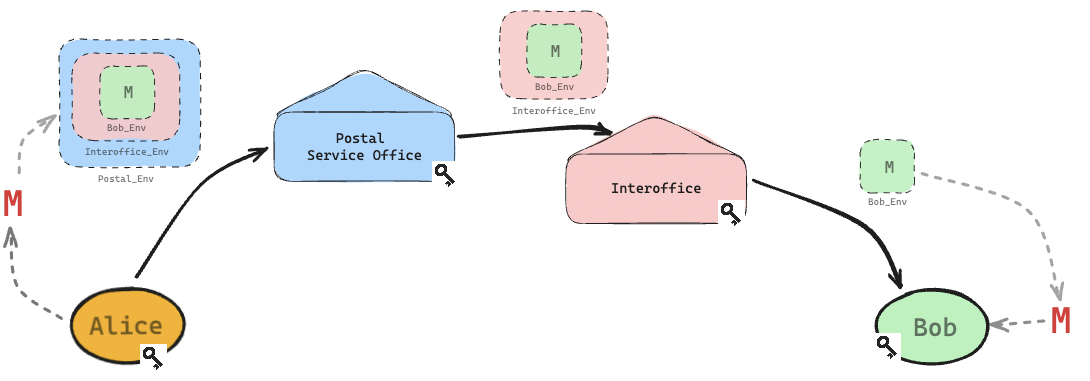 M
Bob_Env
Interoffice_Env
Postal_Env
M
Alice
Postal
Service Office
M
Bob_Env
Interoffice_Env
Interoffice
M
Bob_Env
M
Bob